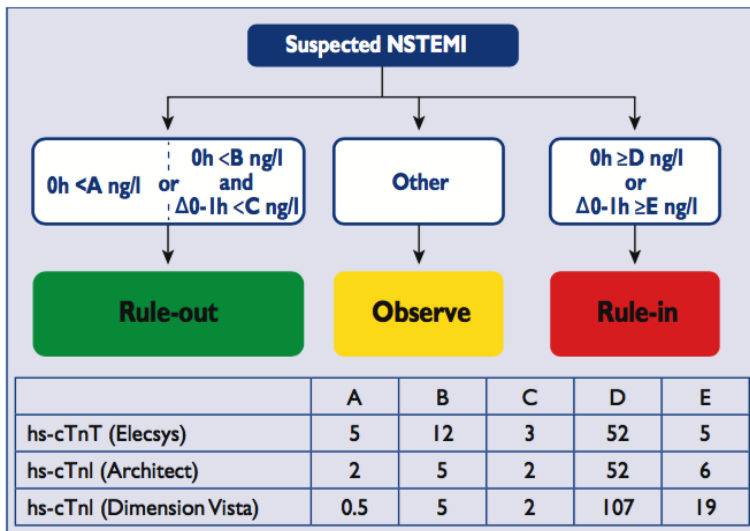 Suspected NSTEMI
0h <A ng/l or
0h <B ng/l
and
Δ0-1h <C ng/l
Other
0h ≥D ng/l
or
Δ0-1h ≥E ng/l
Rule-out
Observe
Rule-in
A B C D E
hs-cTnT (Elecsys) 5 12 3 52 5
hs-cTnI (Architect) 2 5 2 52 6
hs-cTnI (Dimension Vista) 0.5 5 2 107 19